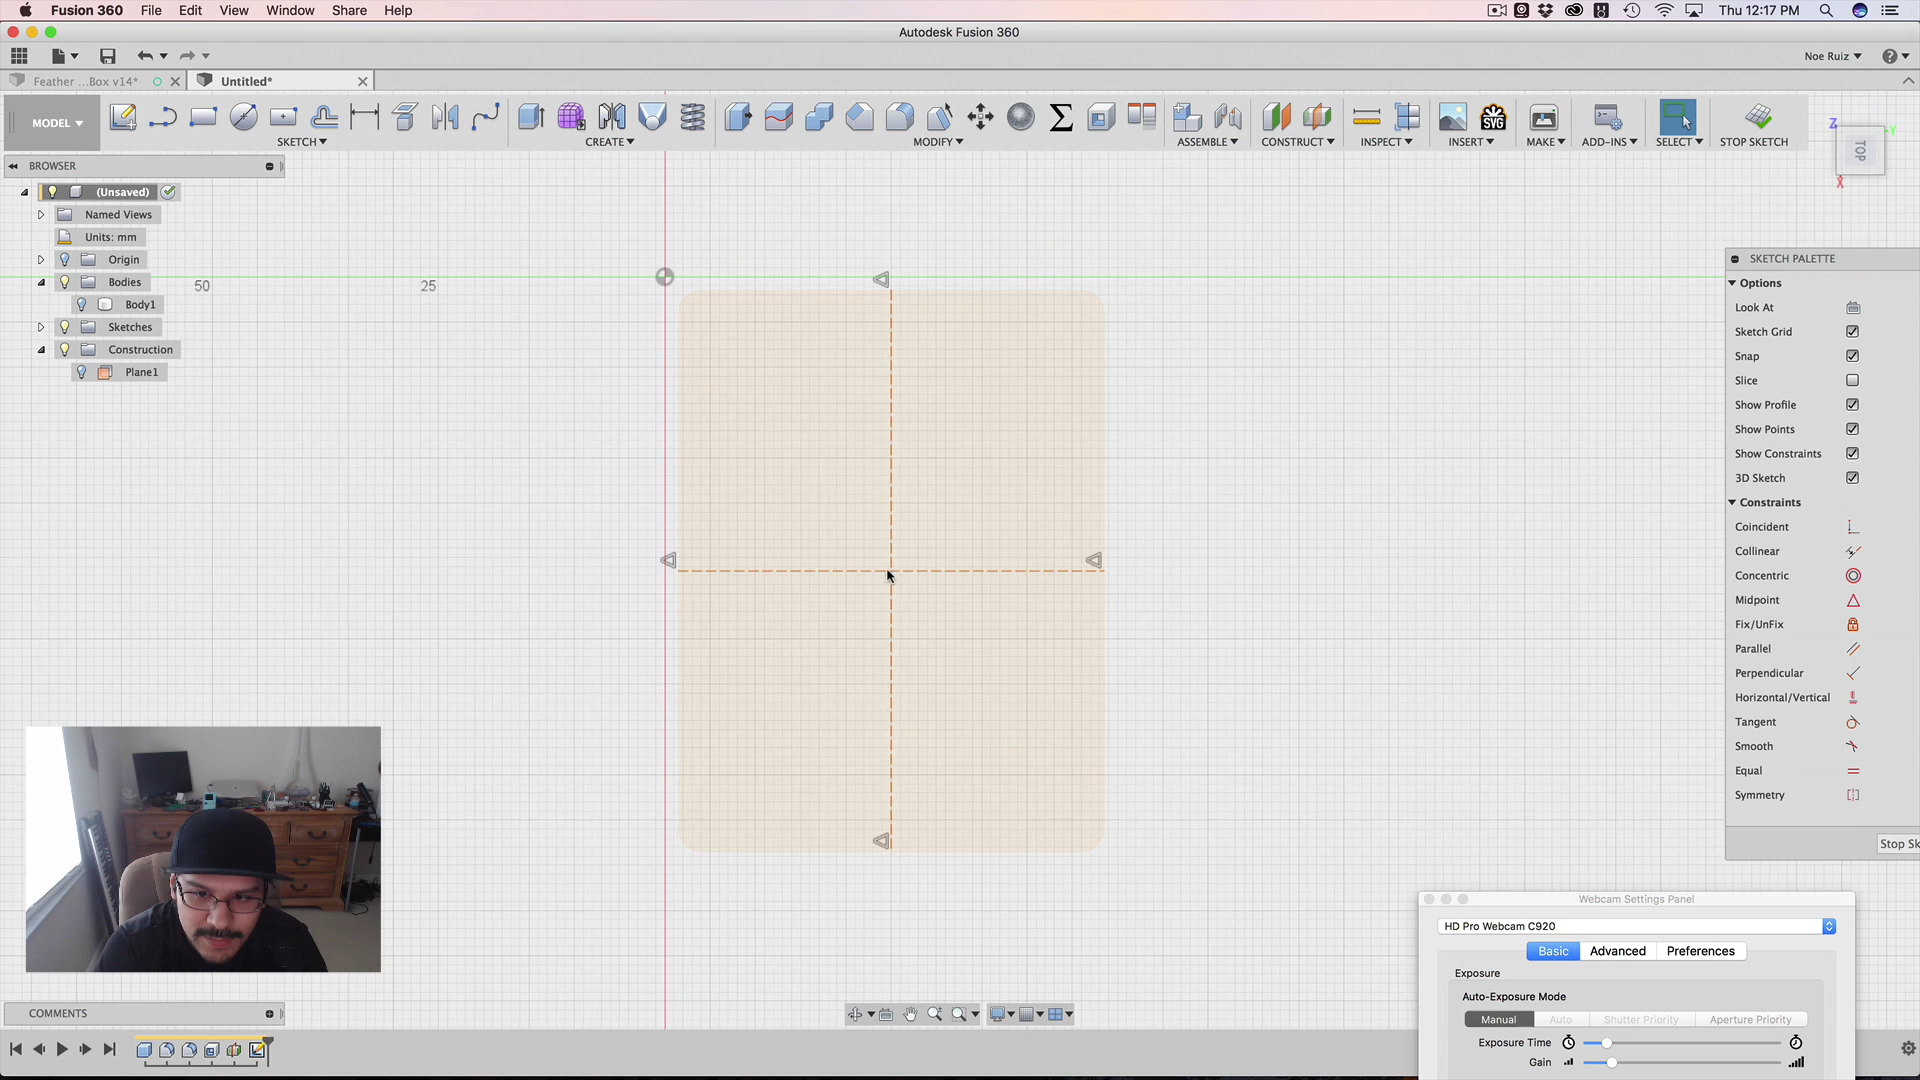 Fusion 360 File Edit View Window Share Help Thu 12:17 PM
Autodesk Fusion 360
Noe Ruiz
Feather ...Box v14* Untitled*
MODEL
SKETCH CREATE MODIFY ASSEMBLE CONSTRUCT INSPECT INSERT MAKE ADD-INS SELECT STOP SKETCH
SVG
Z
Y
TOP
X
BROWSER
(Unsaved)
Named Views
Units: mm
Origin
Bodies
Body1
Sketches
Construction
Plane1
50 25
SKETCH PALETTE
Options
Look At
Sketch Grid
Snap
Slice
Show Profile
Show Points
Show Constraints
3D Sketch
Constraints
Coincident
Collinear
Concentric
Midpoint
Fix/UnFix
Parallel
Perpendicular
Horizontal/Vertical
Tangent
Smooth
Equal
Symmetry
Stop Sk
Webcam Settings Panel
HD Pro Webcam C920
Basic Advanced Preferences
Exposure
Auto-Exposure Mode
Manual Auto Shutter Priority Aperture Priority
Exposure Time
Gain
COMMENTS